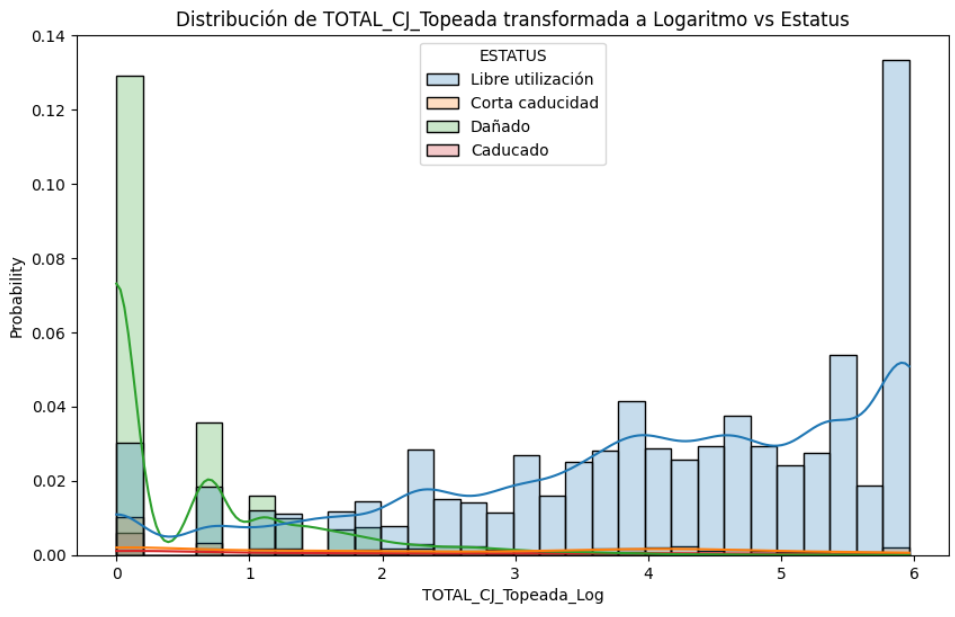 Distribución de TOTAL_CJ_Topeada transformada a Logaritmo vs Estatus
0.14
0.12
0.10
0.08
0.06
0.04
0.02
0.00
Probability
ESTATUS
Libre utilización
Corta caducidad
Dañado
Caducado
0 1 2 3 4 5 6
TOTAL_CJ_Topeada_Log